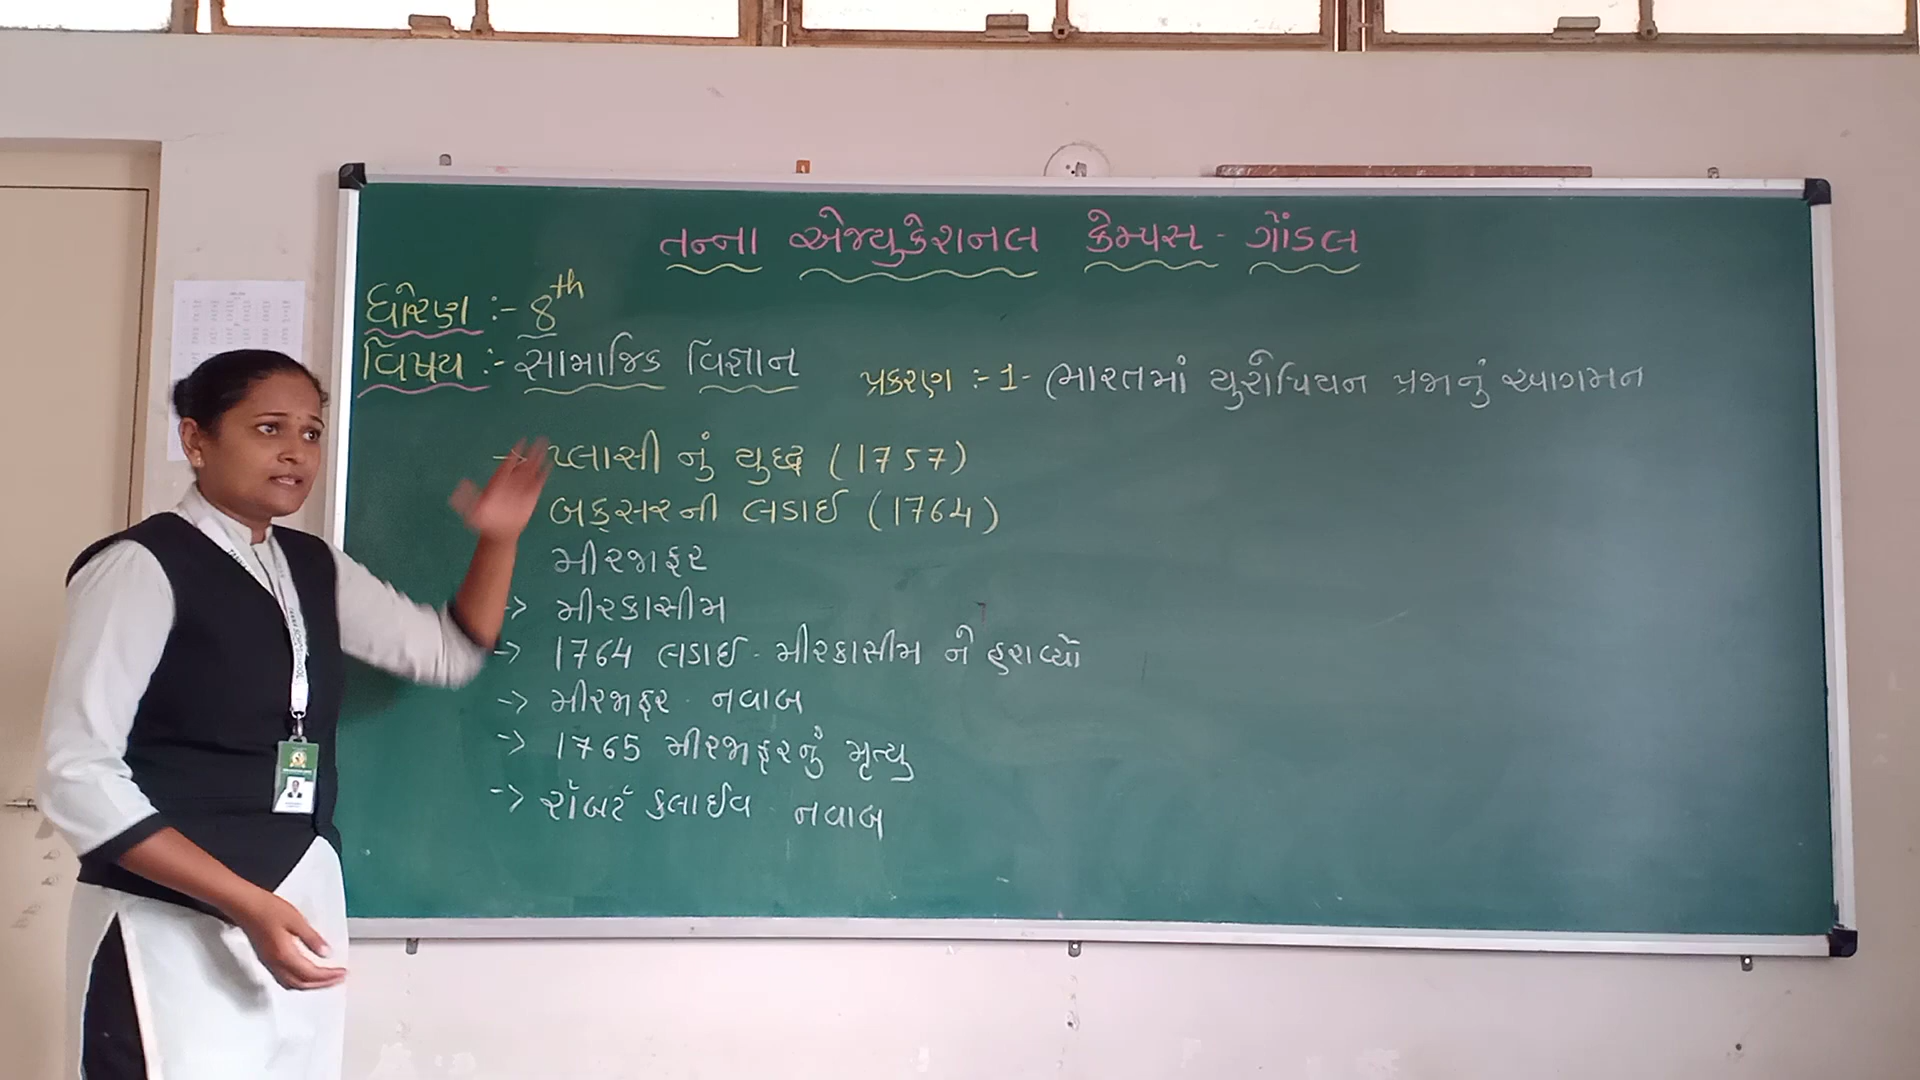 તન્ના એજ્યુકેશનલ કેમ્પસ - ગોંડલ
ધોરણ :- 8th
વિષય :- સામાજિક વિજ્ઞાન
પ્રકરણ :- 1 - ભારતમાં યુરોપિયન પ્રજાનું આગમન
-> પ્લાસી નું યુદ્ધ (1757)
બક્સરની લડાઈ (1764)
મીરજાફર
-> મીરકાસીમ
-> 1764 લડાઈ - મીરકાસીમ ને હરાવ્યો
-> મીરજાફર - નવાબ
-> 1765 મીરજાફરનું મૃત્યુ
-> રૉબર્ટ ક્લાઈવ - નવાબ